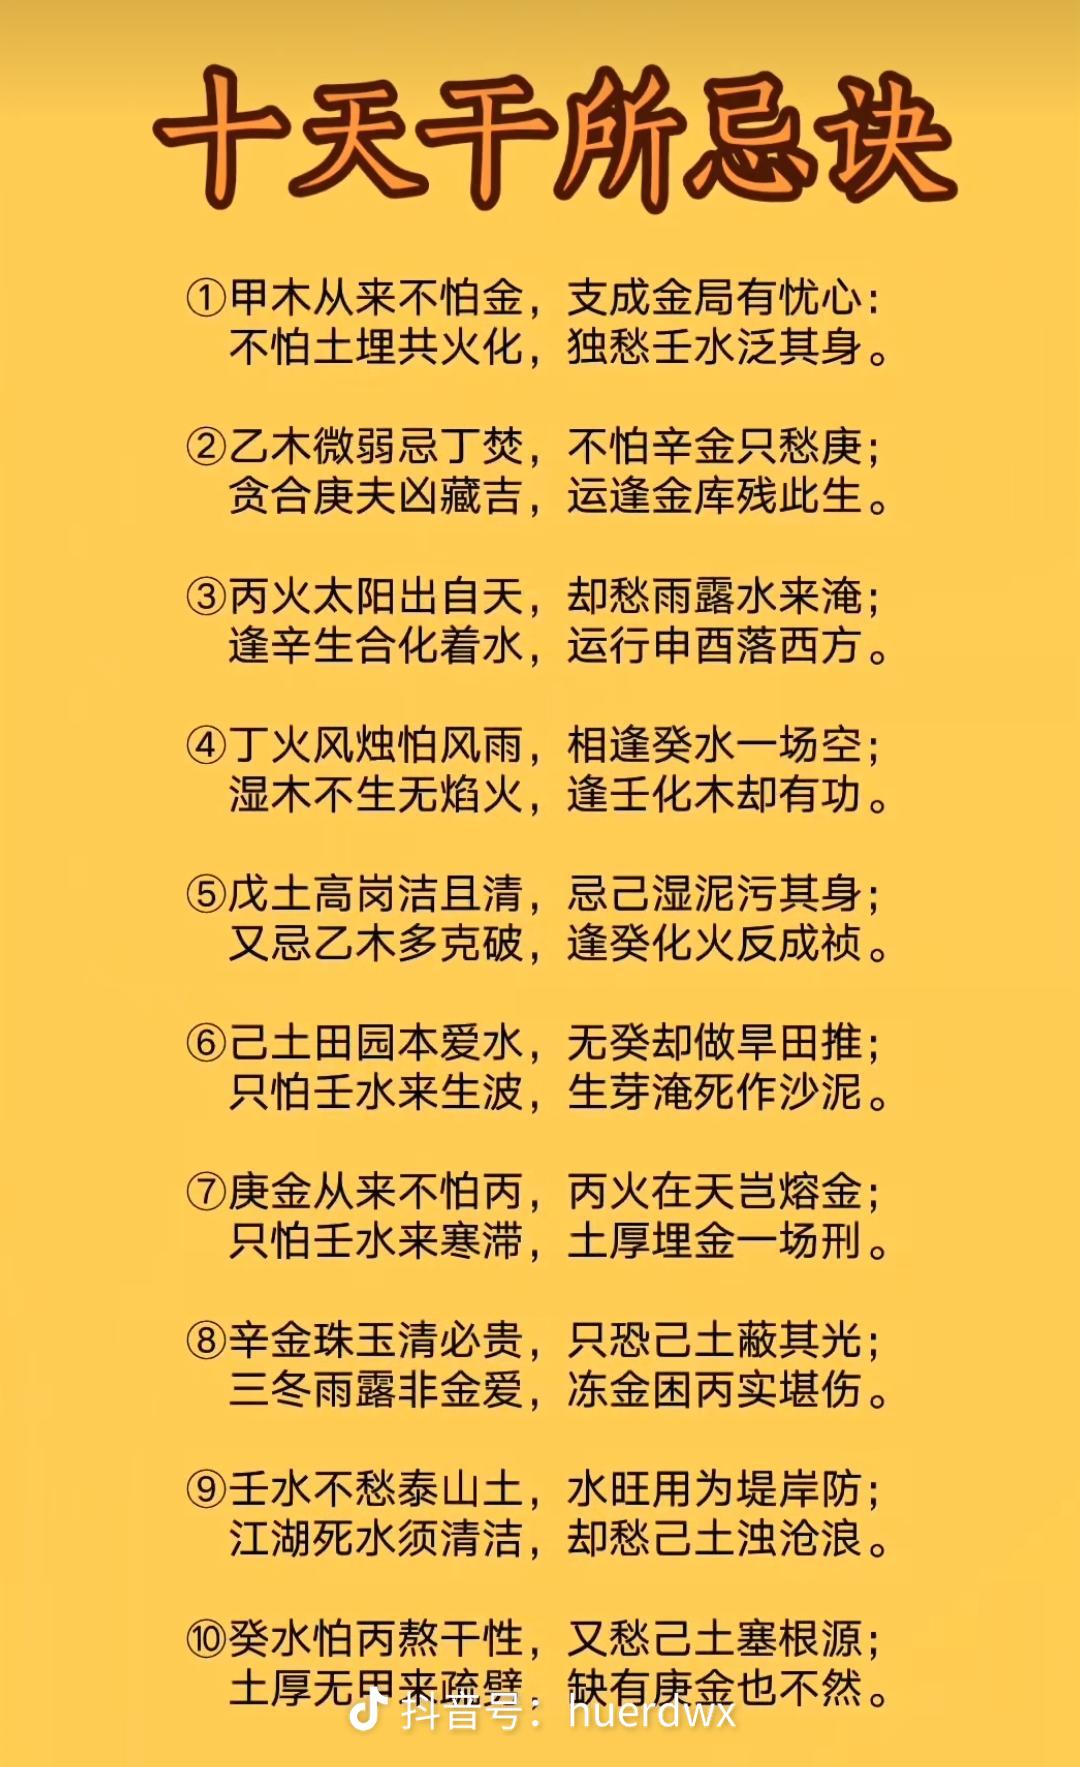 十天干所忌诀
①甲木从来不怕金，支成金局有忧心：
不怕土埋共火化，独愁壬水泛其身。
②乙木微弱忌丁焚，不怕辛金只愁庚；
贪合庚夫凶藏吉，运逢金库残此生。
③丙火太阳出自天，却愁雨露水来淹；
逢辛生合化着水，运行申酉落西方。
④丁火风烛怕风雨，相逢癸水一场空；
湿木不生无焰火，逢壬化木却有功。
⑤戊土高岗洁且清，忌己湿泥污其身；
又忌乙木多克破，逢癸化火反成祯。
⑥己土田园本爱水，无癸却做旱田推；
只怕壬水来生波，生芽淹死作沙泥。
⑦庚金从来不怕丙，丙火在天岂熔金；
只怕壬水来寒滞，土厚埋金一场刑。
⑧辛金珠玉清必贵，只恐己土蔽其光；
三冬雨露非金爱，冻金困丙实堪伤。
⑨壬水不愁泰山土，水旺用为堤岸防；
江湖死水须清洁，却愁己土浊沧浪。
⑩癸水怕丙熬干性，又愁己土塞根源；
土厚无甲来疏劈，缺有庚金也不然。
抖音号：huerdwx